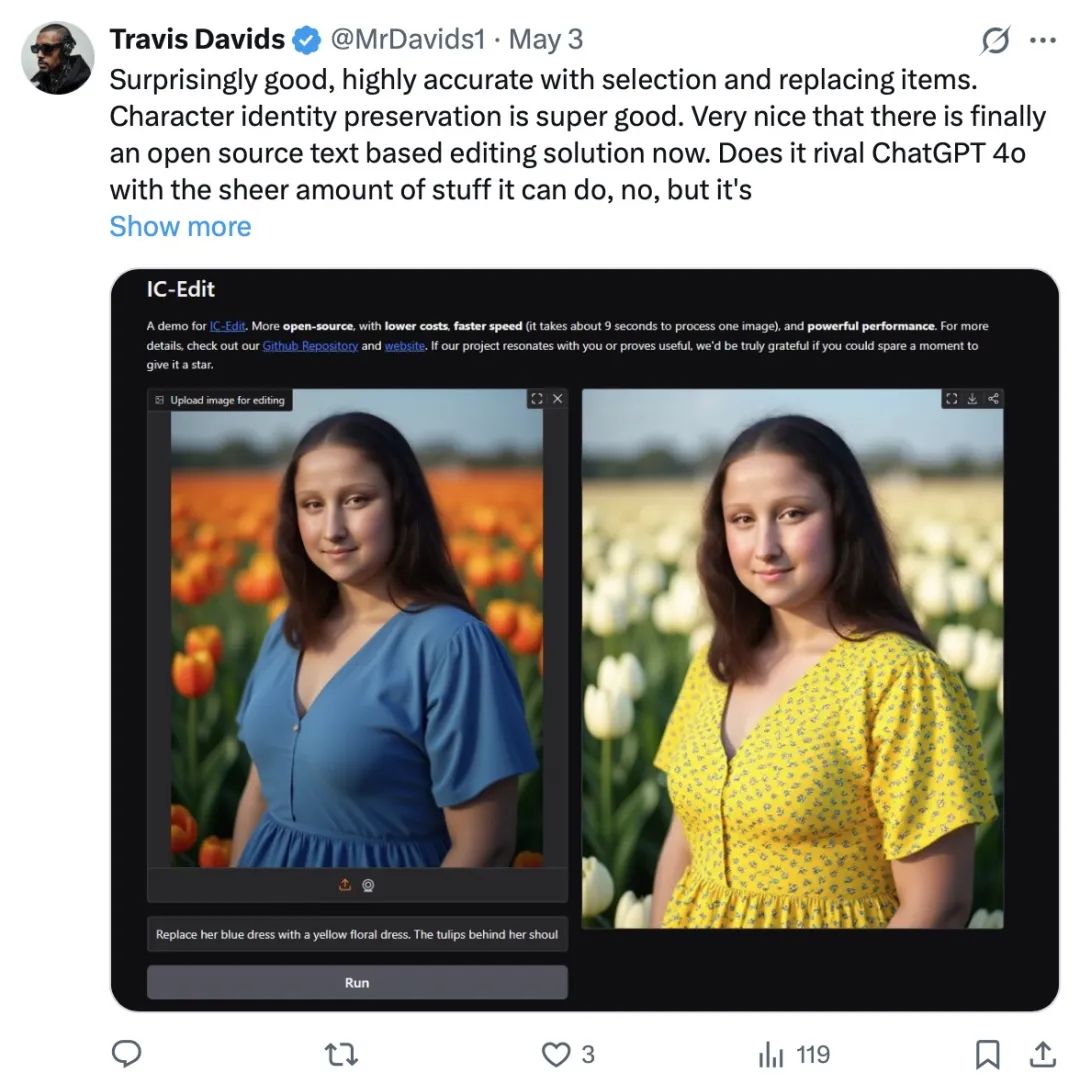 Travis Davids @MrDavids1 · May 3
Surprisingly good, highly accurate with selection and replacing items.
Character identity preservation is super good. Very nice that there is finally
an open source text based editing solution now. Does it rival ChatGPT 4o
with the sheer amount of stuff it can do, no, but it's
Show more
IC-Edit
A demo for IC-Edit. More open-source, with lower costs, faster speed (it takes about 9 seconds to process one image), and powerful performance. For more
details, check out our Github Repository and website. If our project resonates with you or proves useful, we'd be truly grateful if you could spare a moment to
give it a star.
Upload image for editing
Replace her blue dress with a yellow floral dress. The tulips behind her shoul
Run
3
119